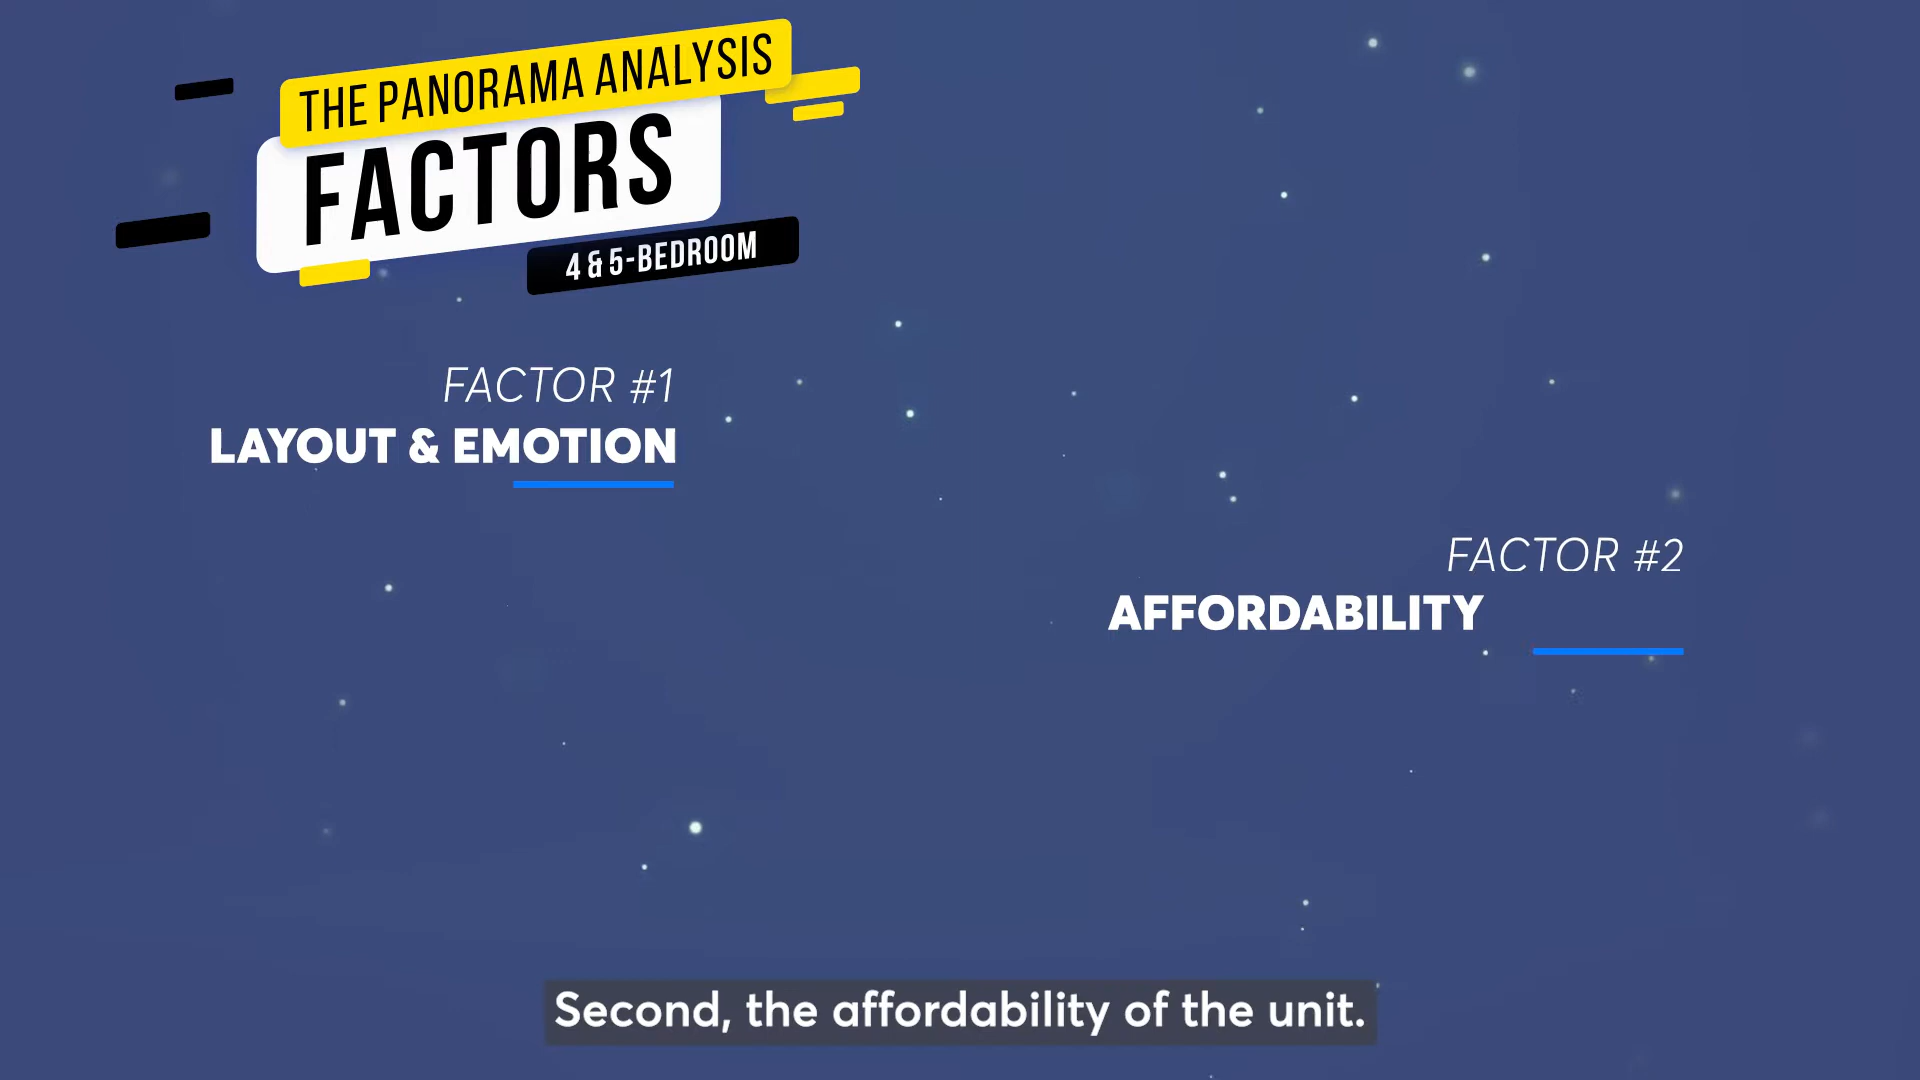 THE PANORAMA ANALYSIS
FACTORS
4 & 5-BEDROOM
FACTOR #1
LAYOUT & EMOTION
FACTOR #2
AFFORDABILITY
Second, the affordability of the unit.